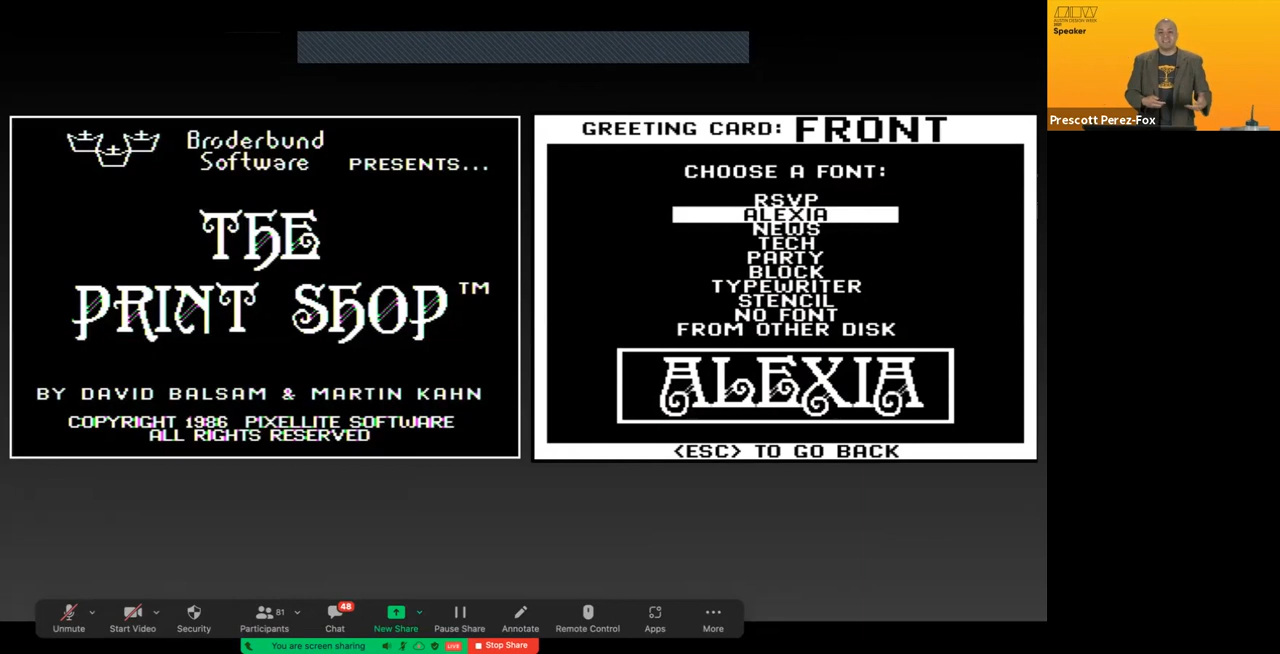 Broderbund
Software PRESENTS...
THE
PRINT SHOP™
BY DAVID BALSAM & MARTIN KAHN
COPYRIGHT 1986 PIXELLITE SOFTWARE
ALL RIGHTS RESERVED
GREETING CARD: FRONT
CHOOSE A FONT:
RSVP
ALEXIA
NEWS
TECH
PARTY
BLOCK
TYPEWRITER
STENCIL
NO FONT
FROM OTHER DISK
ALEXIA
<ESC> TO GO BACK
AUSTIN DESIGN WEEK
Speaker
Prescott Perez-Fox
Unmute
Start Video
Security
81
Participants
48
Chat
New Share
Pause Share
Annotate
Remote Control
Apps
More
You are screen sharing
LIVE
Stop Share